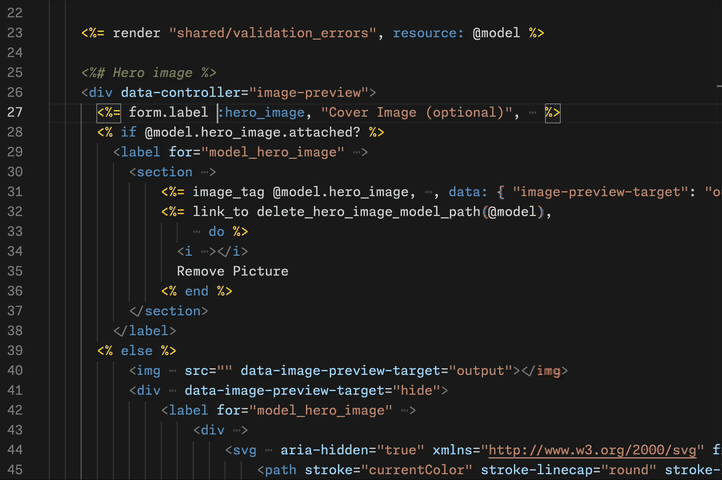 22
23 <%= render "shared/validation_errors", resource: @model %>
24
25 <%# Hero image %>
26 <div data-controller="image-preview">
27 <%= form.label :hero_image, "Cover Image (optional)", ⋯ %>
28 <% if @model.hero_image.attached? %>
29 <label for="model_hero_image" ⋯>
30 <section ⋯>
31 <%= image_tag @model.hero_image, ⋯, data: { "image-preview-target": "o
32 <%= link_to delete_hero_image_model_path(@model),
33 ⋯ do %>
34 <i ⋯></i>
35 Remove Picture
36 <% end %>
37 </section>
38 </label>
39 <% else %>
40 <img ⋯ src="" data-image-preview-target="output"></img>
41 <div ⋯ data-image-preview-target="hide">
42 <label for="model_hero_image" ⋯>
43 <div ⋯>
44 <svg ⋯ aria-hidden="true" xmlns="http://www.w3.org/2000/svg" f
45 <path stroke="currentColor" stroke-linecap="round" stroke-